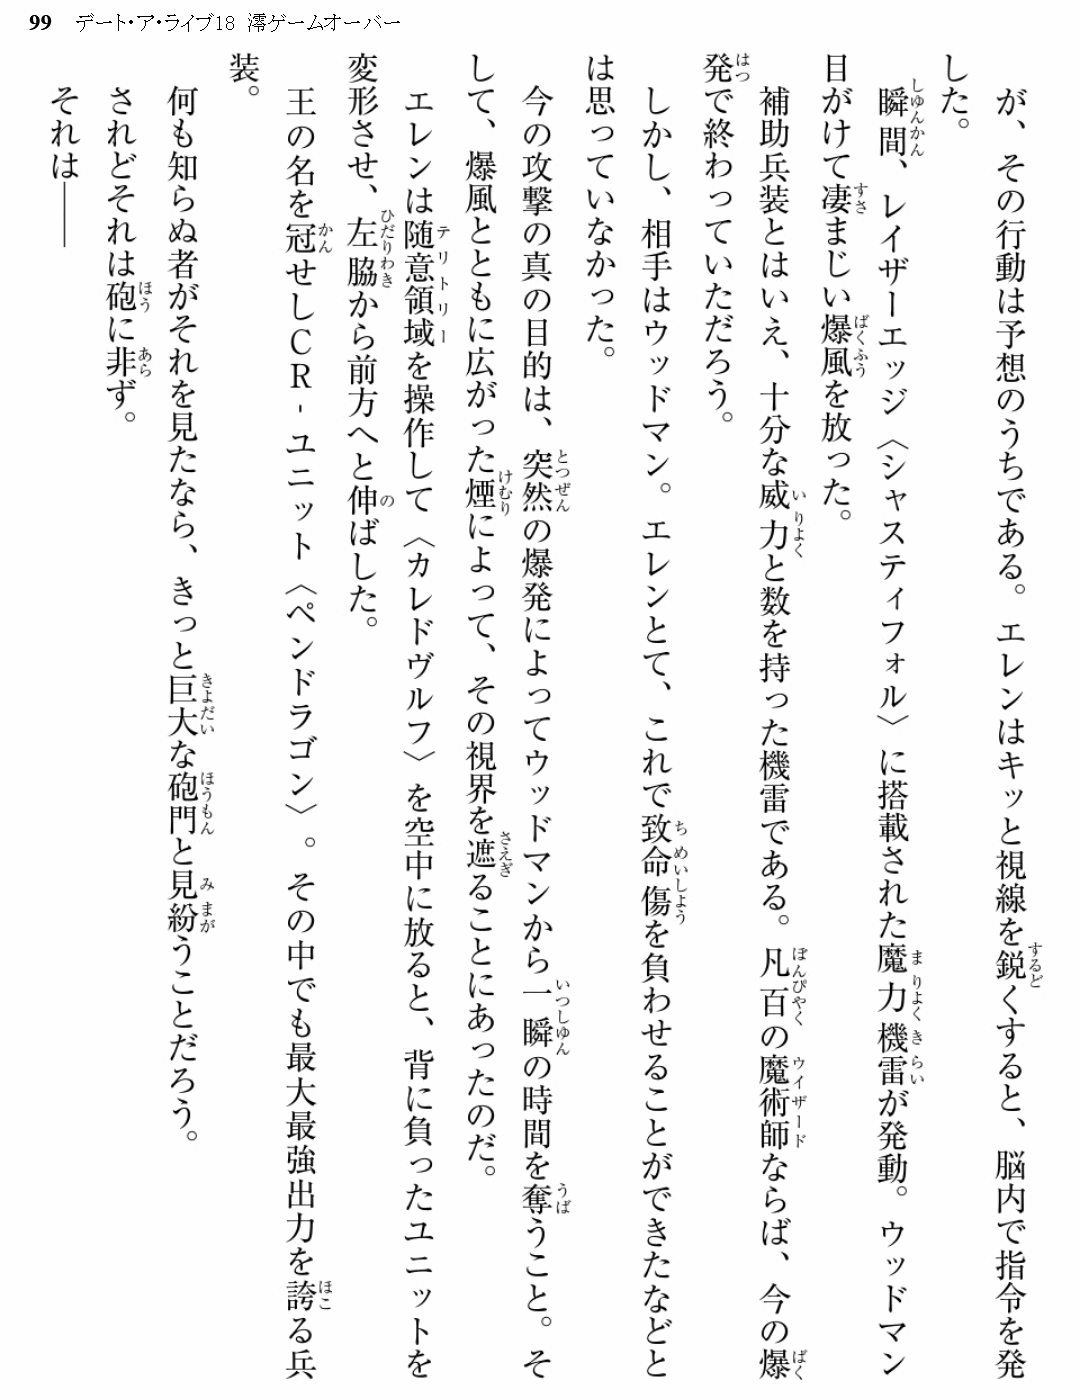 99 デート・ア・ライブ18 澪ゲームオーバー
が、その行動は予想のうちである。エレンはキッと視線を鋭くすると、脳内で指令を発
した。
瞬間、レイザーエッジ〈シャスティフォル〉に搭載された魔力機雷が発動。ウッドマン
目がけて凄まじい爆風を放った。
補助兵装とはいえ、十分な威力と数を持った機雷である。凡百の魔術師ならば、今の爆
発で終わっていただろう。
しかし、相手はウッドマン。エレンとて、これで致命傷を負わせることができたなどと
は思っていなかった。
今の攻撃の真の目的は、突然の爆発によってウッドマンから一瞬の時間を奪うこと。そ
して、爆風とともに広がった煙によって、その視界を遮ることにあったのだ。
エレンは随意領域を操作して〈カレドヴルフ〉を空中に放ると、背に負ったユニットを
変形させ、左脇から前方へと伸ばした。
王の名を冠せしCR-ユニット〈ペンドラゴン〉。その中でも最大最強出力を誇る兵
装。
何も知らぬ者がそれを見たなら、きっと巨大な砲門と見紛うことだろう。
されどそれは砲に非ず。
それは――